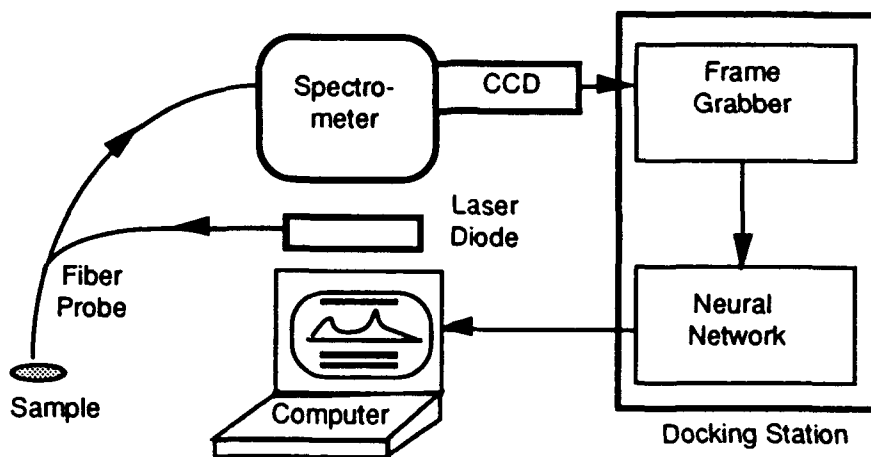 Spectro-
meter
CCD
Frame
Grabber
Laser
Diode
Fiber
Probe
Neural
Network
Sample
Computer
Docking Station